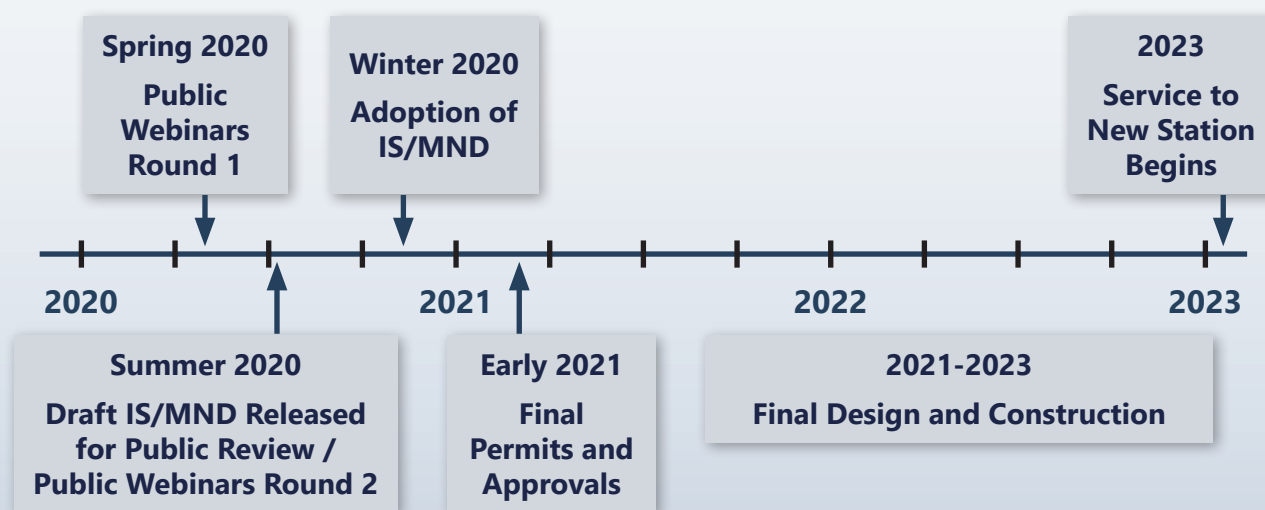 Spring 2020
Public
Webinars
Round 1
Winter 2020
Adoption of
IS/MND
2023
Service to
New Station
Begins
2020
2021
2022
2023
Summer 2020
Draft IS/MND Released
for Public Review /
Public Webinars Round 2
Early 2021
Final
Permits and
Approvals
2021-2023
Final Design and Construction